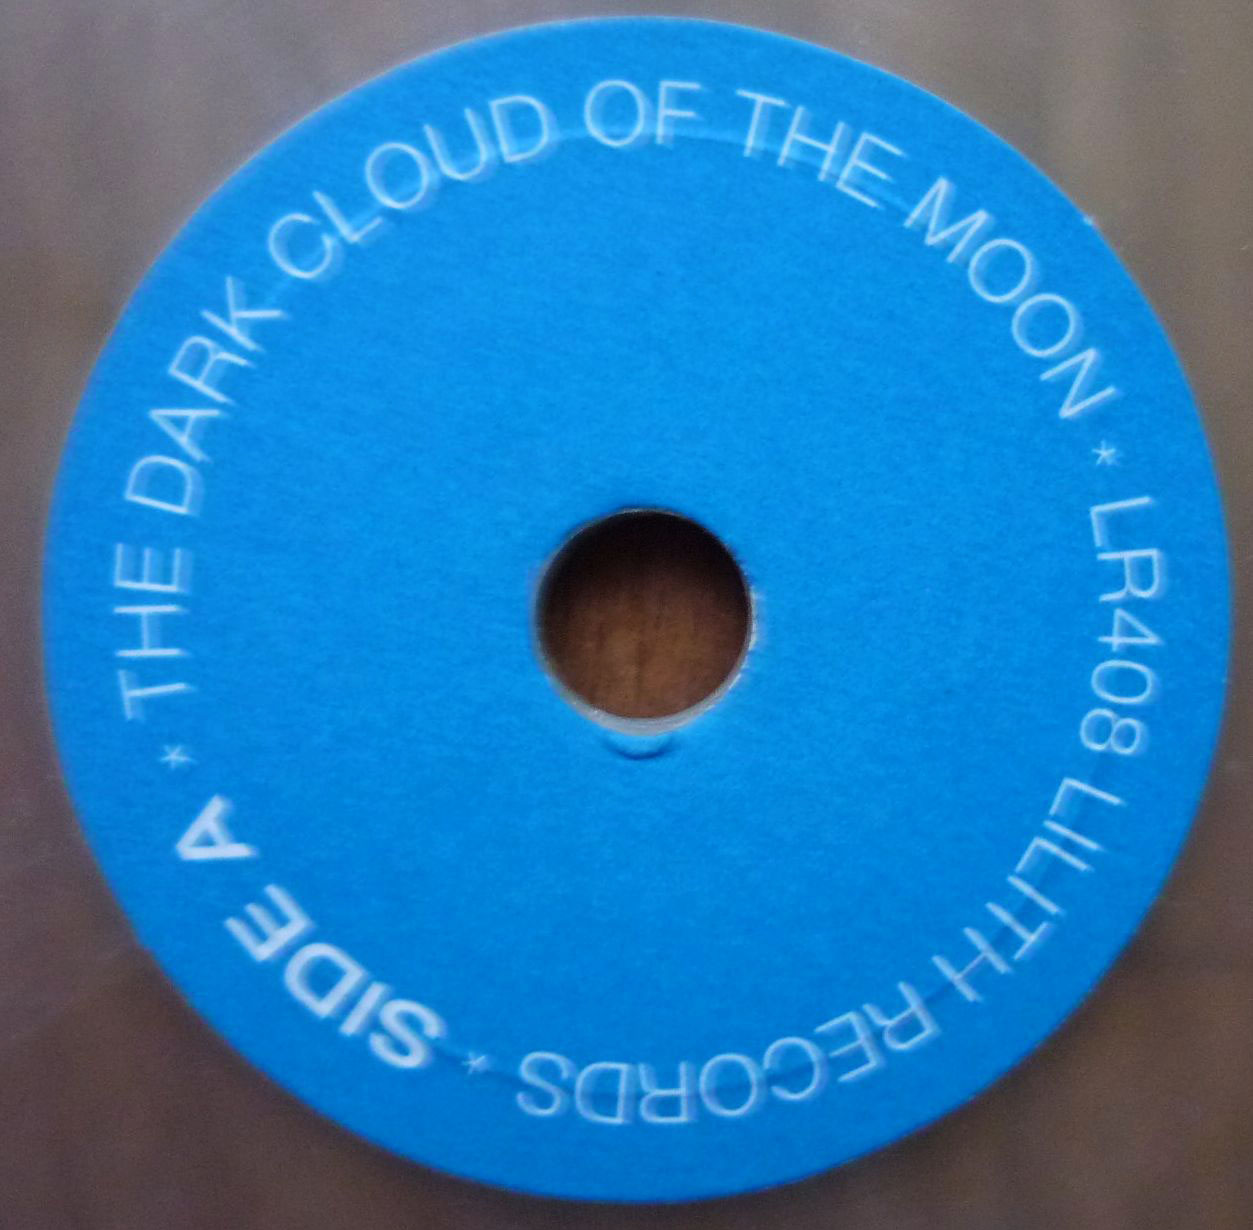 THE DARK CLOUD OF THE MOON * LR408 LILITH RECORDS * SIDE A *